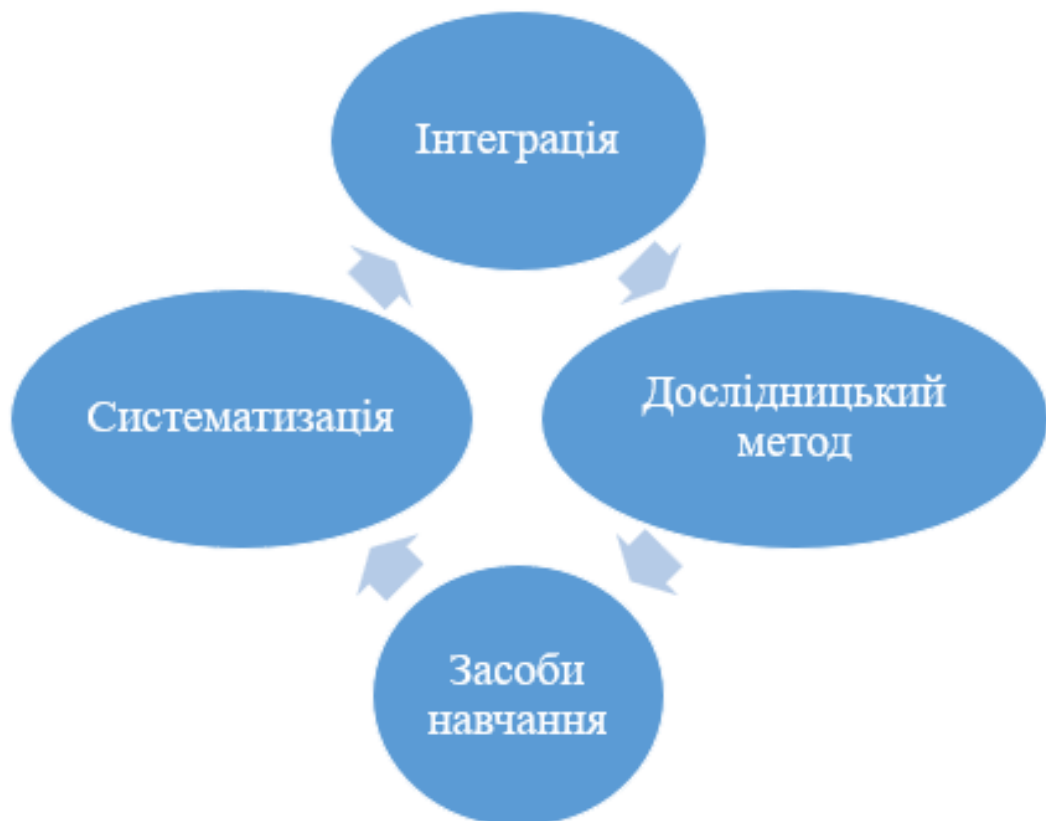 Інтеграція
Систематизація
Дослідницький
метод
Засоби
навчання